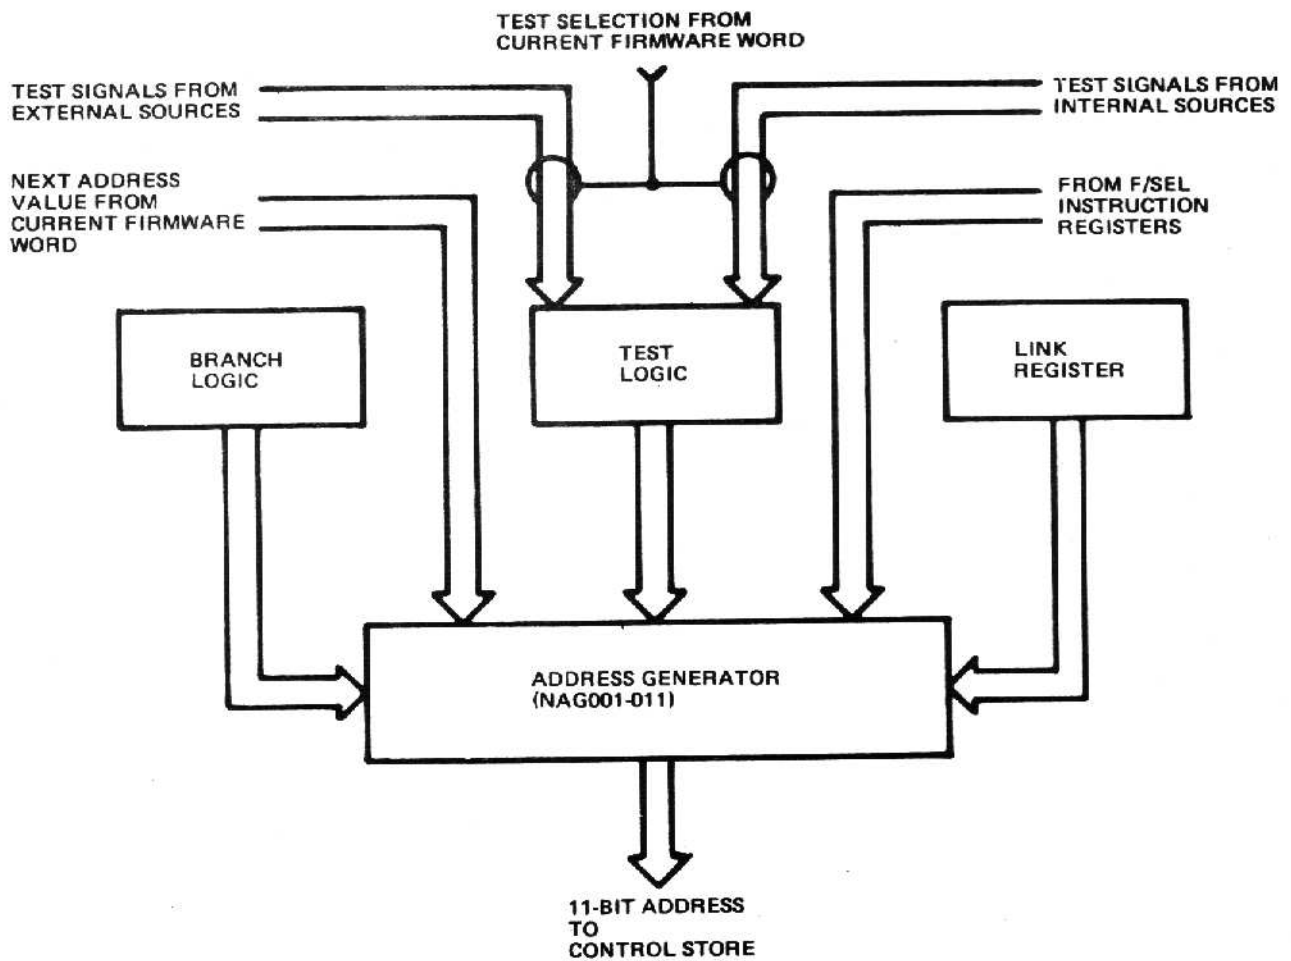 TEST SELECTION FROM
CURRENT FIRMWARE WORD
TEST SIGNALS FROM
EXTERNAL SOURCES
TEST SIGNALS FROM
INTERNAL SOURCES
NEXT ADDRESS
VALUE FROM
CURRENT FIRMWARE
WORD
FROM F/SEL
INSTRUCTION
REGISTERS
BRANCH
LOGIC
TEST
LOGIC
LINK
REGISTER
ADDRESS GENERATOR
(NAG001-011)
11-BIT ADDRESS
TO
CONTROL STORE